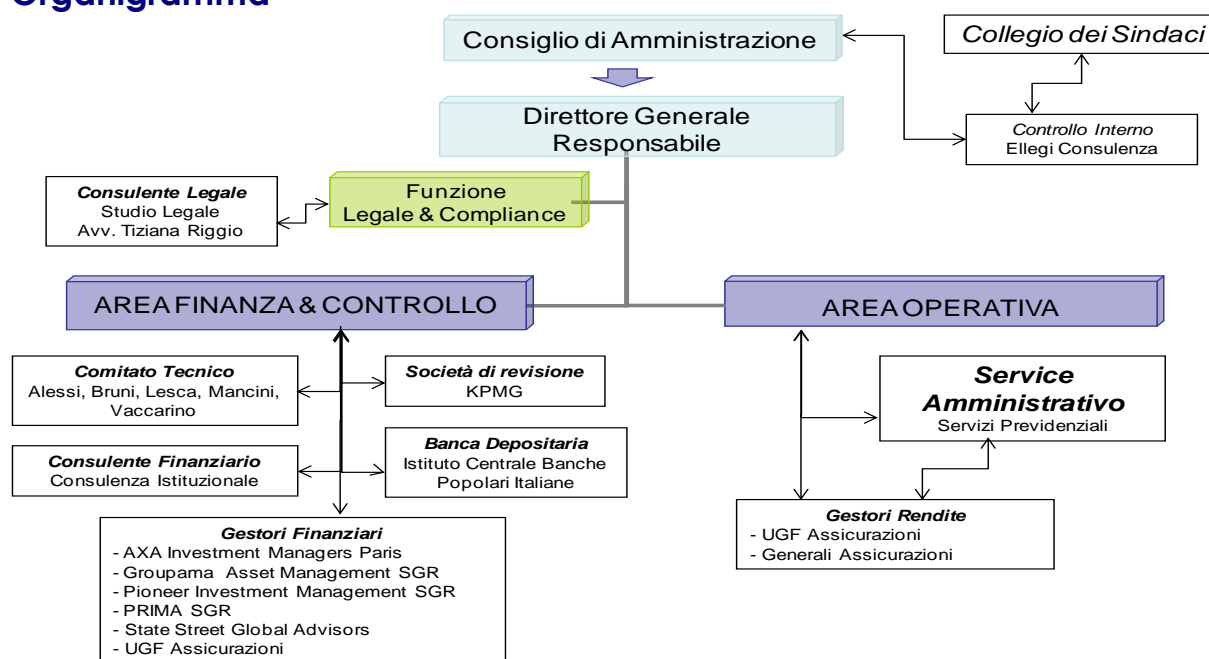 Organigramma
Consiglio di Amministrazione
Collegio dei Sindaci
Direttore Generale
Responsabile
Controllo Interno
Ellegi Consulenza
Consulente Legale
Studio Legale
Avv. Tiziana Riggio
Funzione
Legale & Compliance
AREA FINANZA & CONTROLLO
AREA OPERATIVA
Comitato Tecnico
Alessi, Bruni, Lesca, Mancini,
Vaccarino
Società di revisione
KPMG
Service
Amministrativo
Servizi Previdenziali
Consulente Finanziario
Consulenza Istituzionale
Banca Depositaria
Istituto Centrale Banche
Popolari Italiane
Gestori Rendite
- UGF Assicurazioni
- Generali Assicurazioni
Gestori Finanziari
- AXA Investment Managers Paris
- Groupama Asset Management SGR
- Pioneer Investment Management SGR
- PRIMA SGR
- State Street Global Advisors
- UGF Assicurazioni